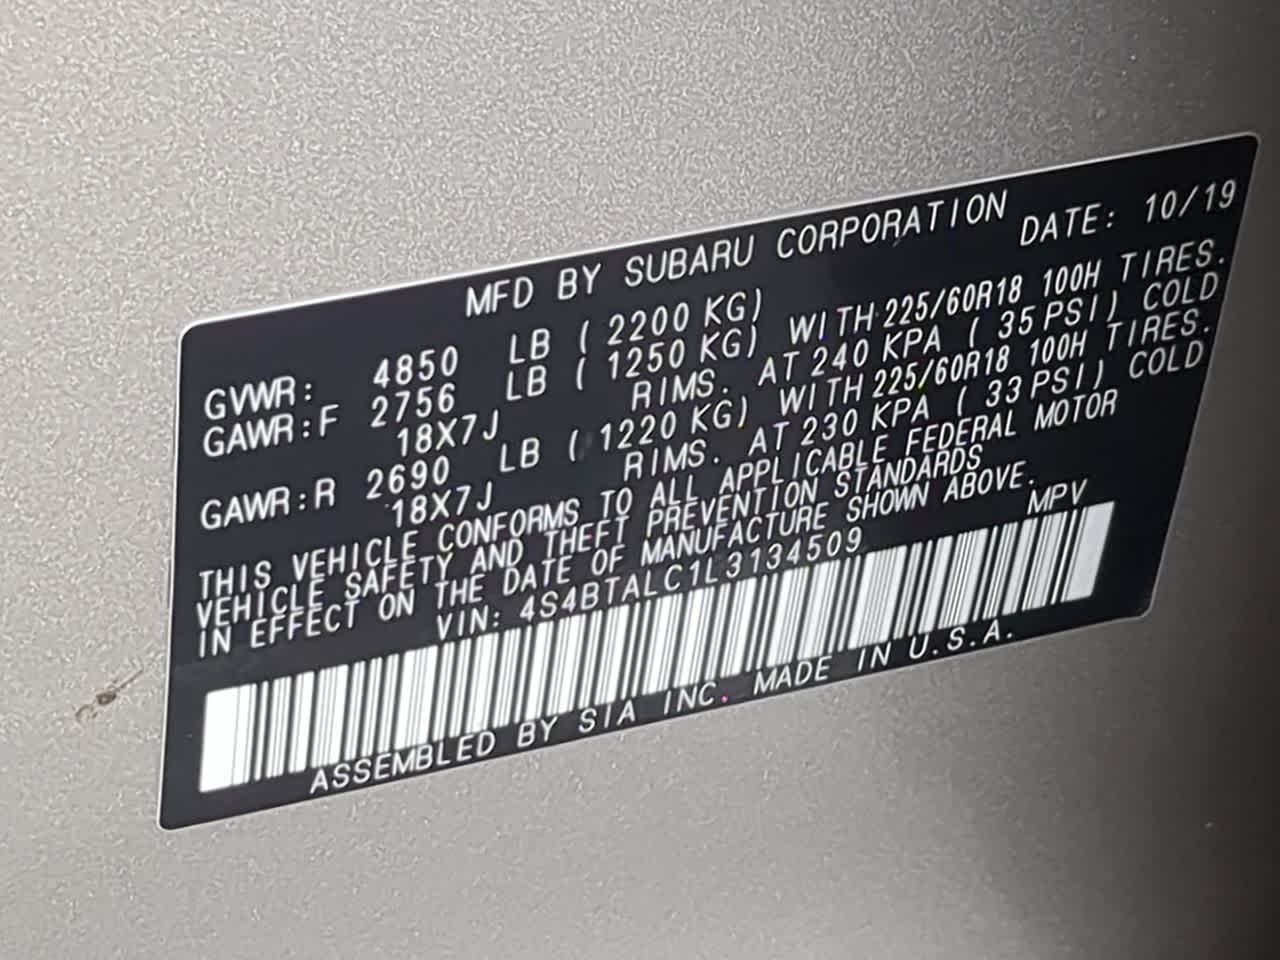 MFD BY SUBARU CORPORATION
DATE: 10/19
GVWR: 4850 LB ( 2200 KG)
GAWR:F 2756 LB ( 1250 KG) WITH 225/60R18 100H TIRES.
18X7J RIMS. AT 240 KPA ( 35 PSI) COLD
GAWR:R 2690 LB ( 1220 KG) WITH 225/60R18 100H TIRES.
18X7J RIMS. AT 230 KPA ( 33 PSI) COLD
THIS VEHICLE CONFORMS TO ALL APPLICABLE FEDERAL MOTOR
VEHICLE SAFETY AND THEFT PREVENTION STANDARDS
IN EFFECT ON THE DATE OF MANUFACTURE SHOWN ABOVE.
VIN: 4S4BTALC1L3134509 MPV
ASSEMBLED BY SIA INC. MADE IN U.S.A.